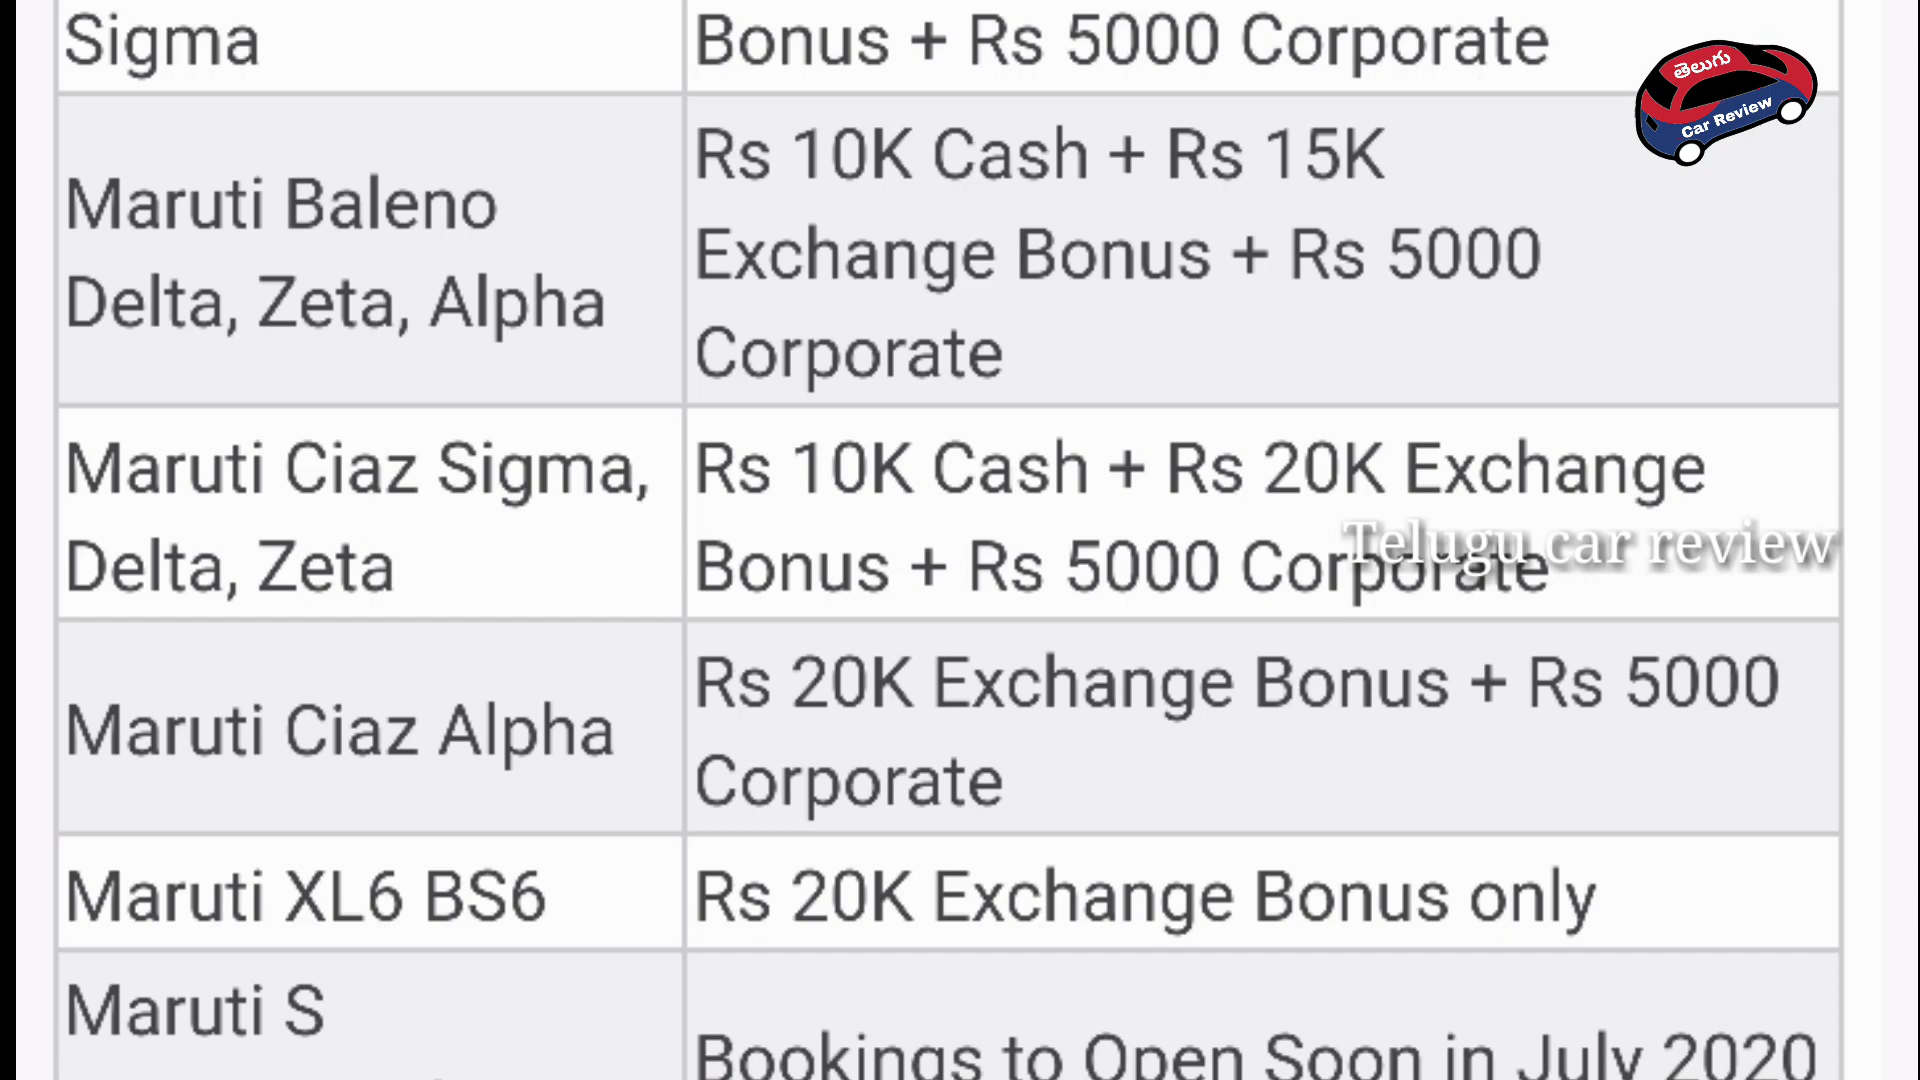 Sigma
Bonus + Rs 5000 Corporate
తెలుగు
Car Review
Maruti Baleno
Delta, Zeta, Alpha
Rs 10K Cash + Rs 15K
Exchange Bonus + Rs 5000
Corporate
Maruti Ciaz Sigma,
Delta, Zeta
Rs 10K Cash + Rs 20K Exchange
Bonus + Rs 5000 Corporate
Telugu car review
Maruti Ciaz Alpha
Rs 20K Exchange Bonus + Rs 5000
Corporate
Maruti XL6 BS6
Rs 20K Exchange Bonus only
Maruti S
Bookings to Open Soon in July 2020